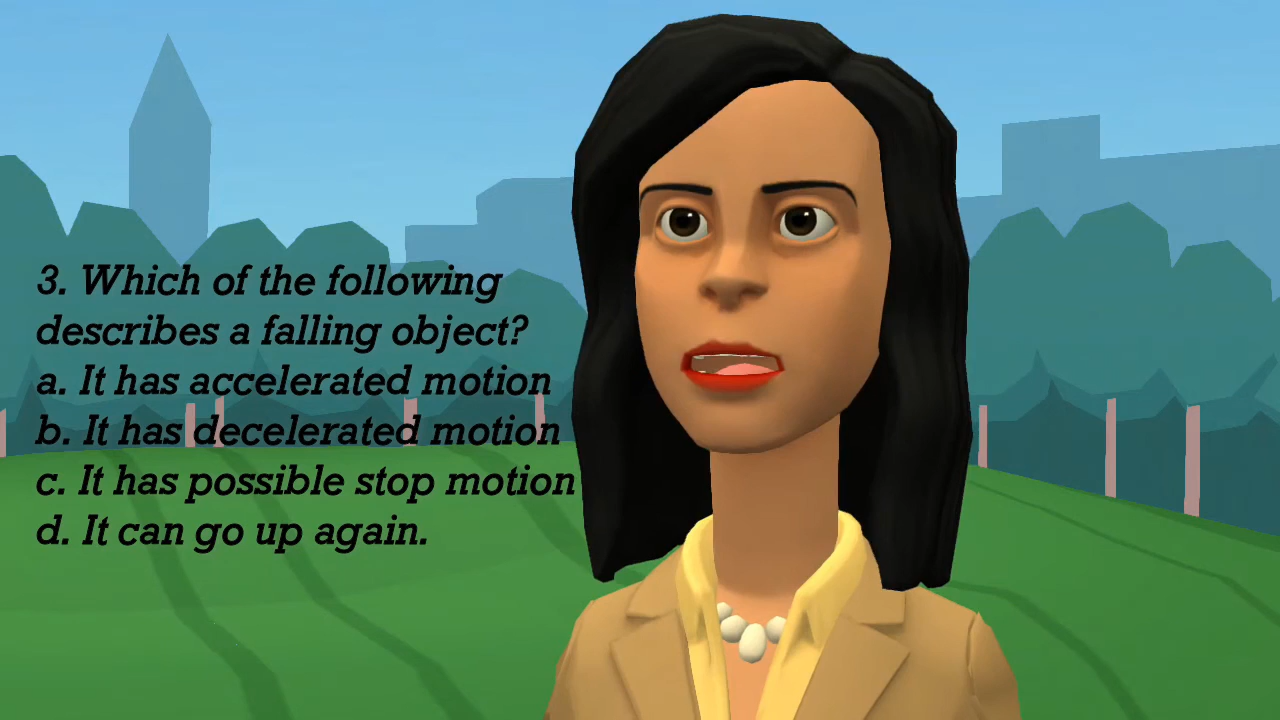 3. Which of the following
describes a falling object?
a. It has accelerated motion
b. It has decelerated motion
c. It has possible stop motion
d. It can go up again.